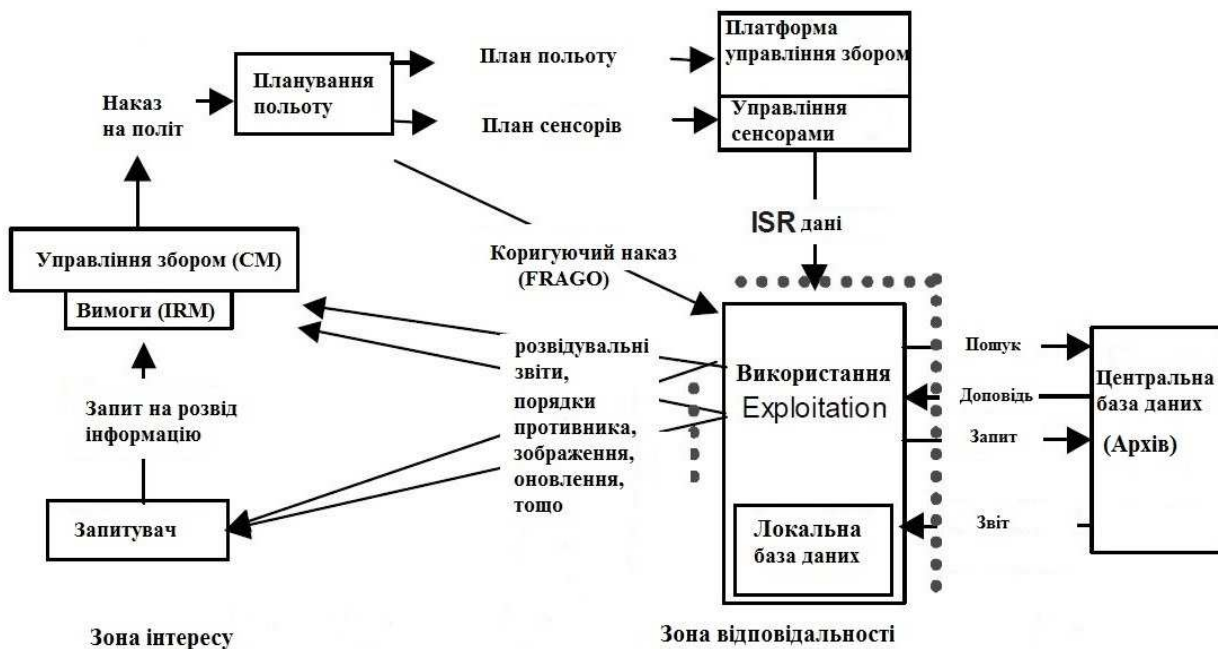 Платформа
управління збором
План польоту
Планування
польоту
Наказ
на політ
План сенсорів
Управління
сенсорами
ISR дані
Управління збором (СМ)
Вимоги (IRM)
Коригуючий наказ
(FRAGO)
розвідувальні
звіти,
порядки
противника,
зображення,
оновлення,
тощо
Запит на розвід
інформацію
Запитувач
Використання
Exploitation
Локальна
база даних
Пошук
Доповідь
Запит
Звіт
Центральна
база даних
(Архів)
Зона інтересу
Зона відповідальності